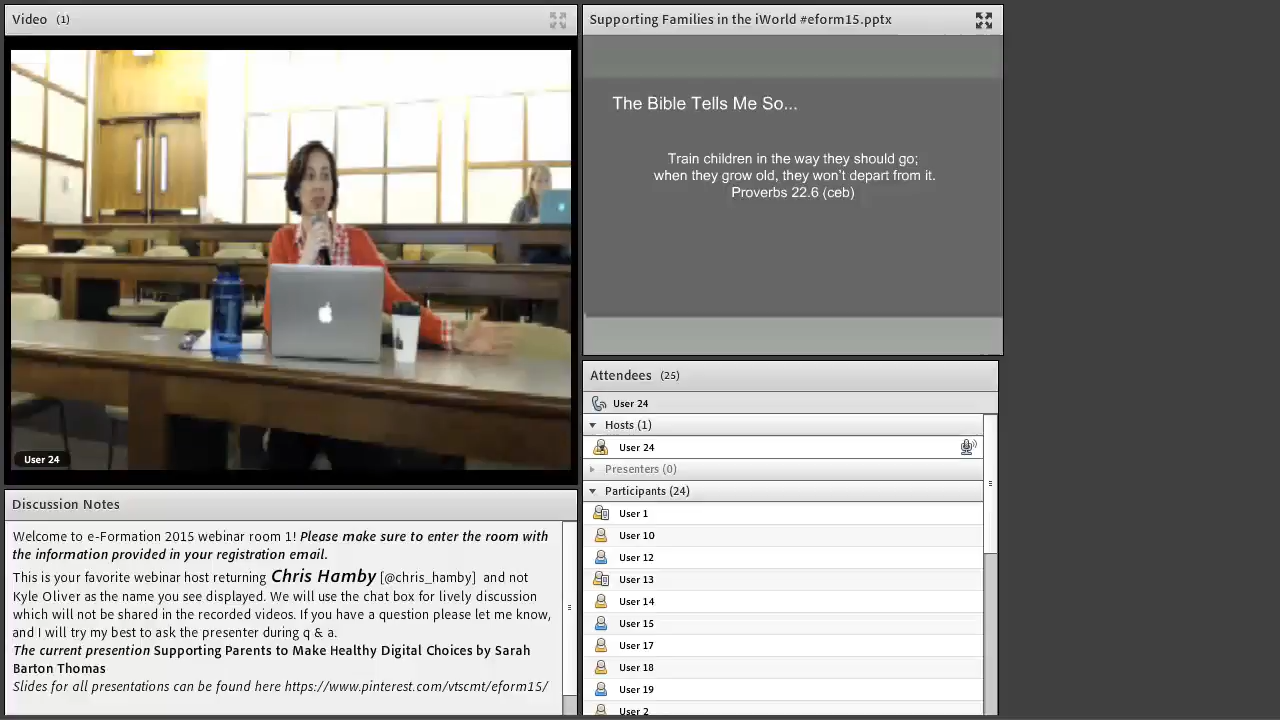 Video (1)
User 24
Supporting Families in the iWorld #eform15.pptx
The Bible Tells Me So...
Train children in the way they should go;
when they grow old, they won't depart from it.
Proverbs 22.6 (ceb)
Discussion Notes
Welcome to e-Formation 2015 webinar room 1! Please make sure to enter the room with
the information provided in your registration email.
This is your favorite webinar host returning Chris Hamby [@chris_hamby] and not
Kyle Oliver as the name you see displayed. We will use the chat box for lively discussion
which will not be shared in the recorded videos. If you have a question please let me know,
and I will try my best to ask the presenter during q & a.
The current presention Supporting Parents to Make Healthy Digital Choices by Sarah
Barton Thomas
Slides for all presentations can be found here https://www.pinterest.com/vtscmt/eform15/
Attendees (25)
User 24
Hosts (1)
User 24
Presenters (0)
Participants (24)
User 1
User 10
User 12
User 13
User 14
User 15
User 17
User 18
User 19
User 2